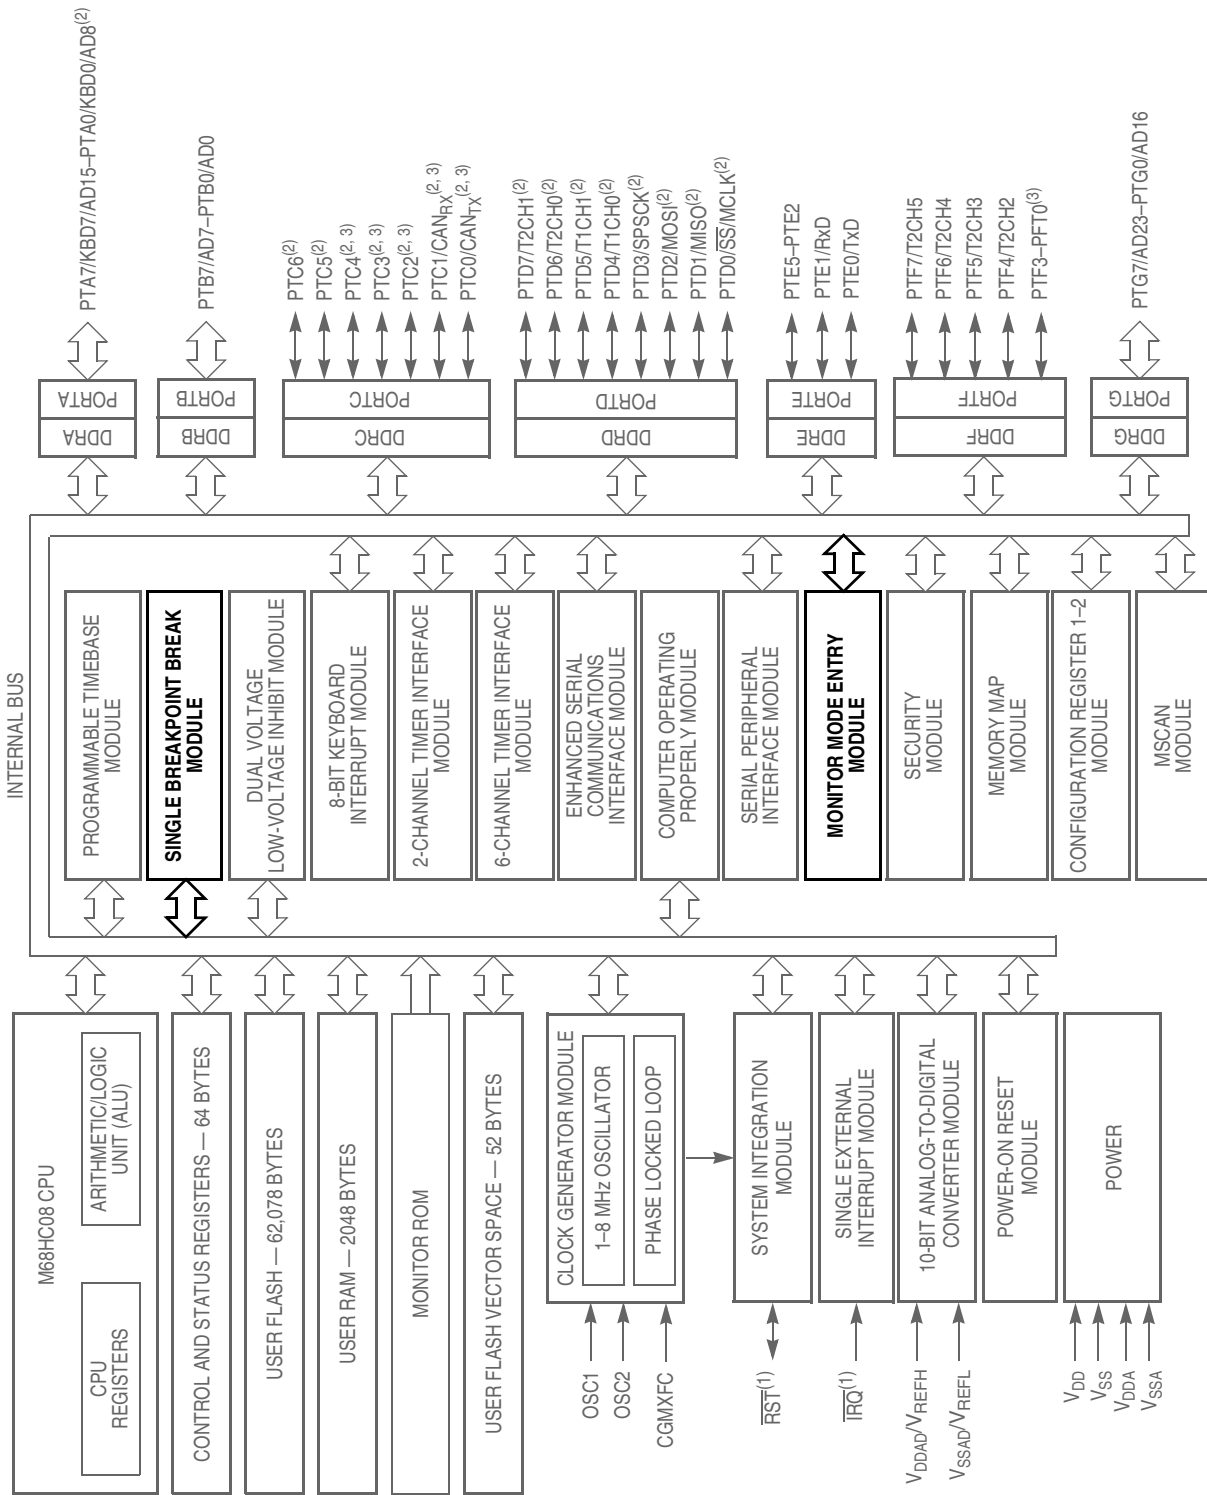 INTERNAL BUS
M68HC08 CPU
CPU
REGISTERS
ARITHMETIC/LOGIC
UNIT (ALU)
CONTROL AND STATUS REGISTERS — 64 BYTES
USER FLASH — 62,078 BYTES
USER RAM — 2048 BYTES
MONITOR ROM
USER FLASH VECTOR SPACE — 52 BYTES
CLOCK GENERATOR MODULE
1–8 MHz OSCILLATOR
PHASE LOCKED LOOP
OSC1
OSC2
CGMXFC
SYSTEM INTEGRATION
MODULE
RST(1)
SINGLE EXTERNAL
INTERRUPT MODULE
IRQ(1)
10-BIT ANALOG-TO-DIGITAL
CONVERTER MODULE
VDDAD/VREFH
VSSAD/VREFL
POWER-ON RESET
MODULE
POWER
VDD
VSS
VDDA
VSSA
PROGRAMMABLE TIMEBASE
MODULE
SINGLE BREAKPOINT BREAK
MODULE
DUAL VOLTAGE
LOW-VOLTAGE INHIBIT MODULE
8-BIT KEYBOARD
INTERRUPT MODULE
2-CHANNEL TIMER INTERFACE
MODULE
6-CHANNEL TIMER INTERFACE
MODULE
ENHANCED SERIAL
COMMUNICATIONS
INTERFACE MODULE
COMPUTER OPERATING
PROPERLY MODULE
SERIAL PERIPHERAL
INTERFACE MODULE
MONITOR MODE ENTRY
MODULE
SECURITY
MODULE
MEMORY MAP
MODULE
CONFIGURATION REGISTER 1–2
MODULE
MSCAN
MODULE
DDRA
PORTA
PTA7/KBD7/AD15–PTA0/KBD0/AD8(2)
DDRB
PORTB
PTB7/AD7–PTB0/AD0
DDRC
PORTC
PTC6(2)
PTC5(2)
PTC4(2, 3)
PTC3(2, 3)
PTC2(2, 3)
PTC1/CANRX(2, 3)
PTC0/CANTX(2, 3)
DDRD
PORTD
PTD7/T2CH1(2)
PTD6/T2CH0(2)
PTD5/T1CH1(2)
PTD4/T1CH0(2)
PTD3/SPSCK(2)
PTD2/MOSI(2)
PTD1/MISO(2)
PTD0/SS/MCLK(2)
DDRE
PORTE
PTE5–PTE2
PTE1/RxD
PTE0/TxD
DDRF
PORTF
PTF7/T2CH5
PTF6/T2CH4
PTF5/T2CH3
PTF4/T2CH2
PTF3–PFT0(3)
DDRG
PORTG
PTG7/AD23–PTG0/AD16